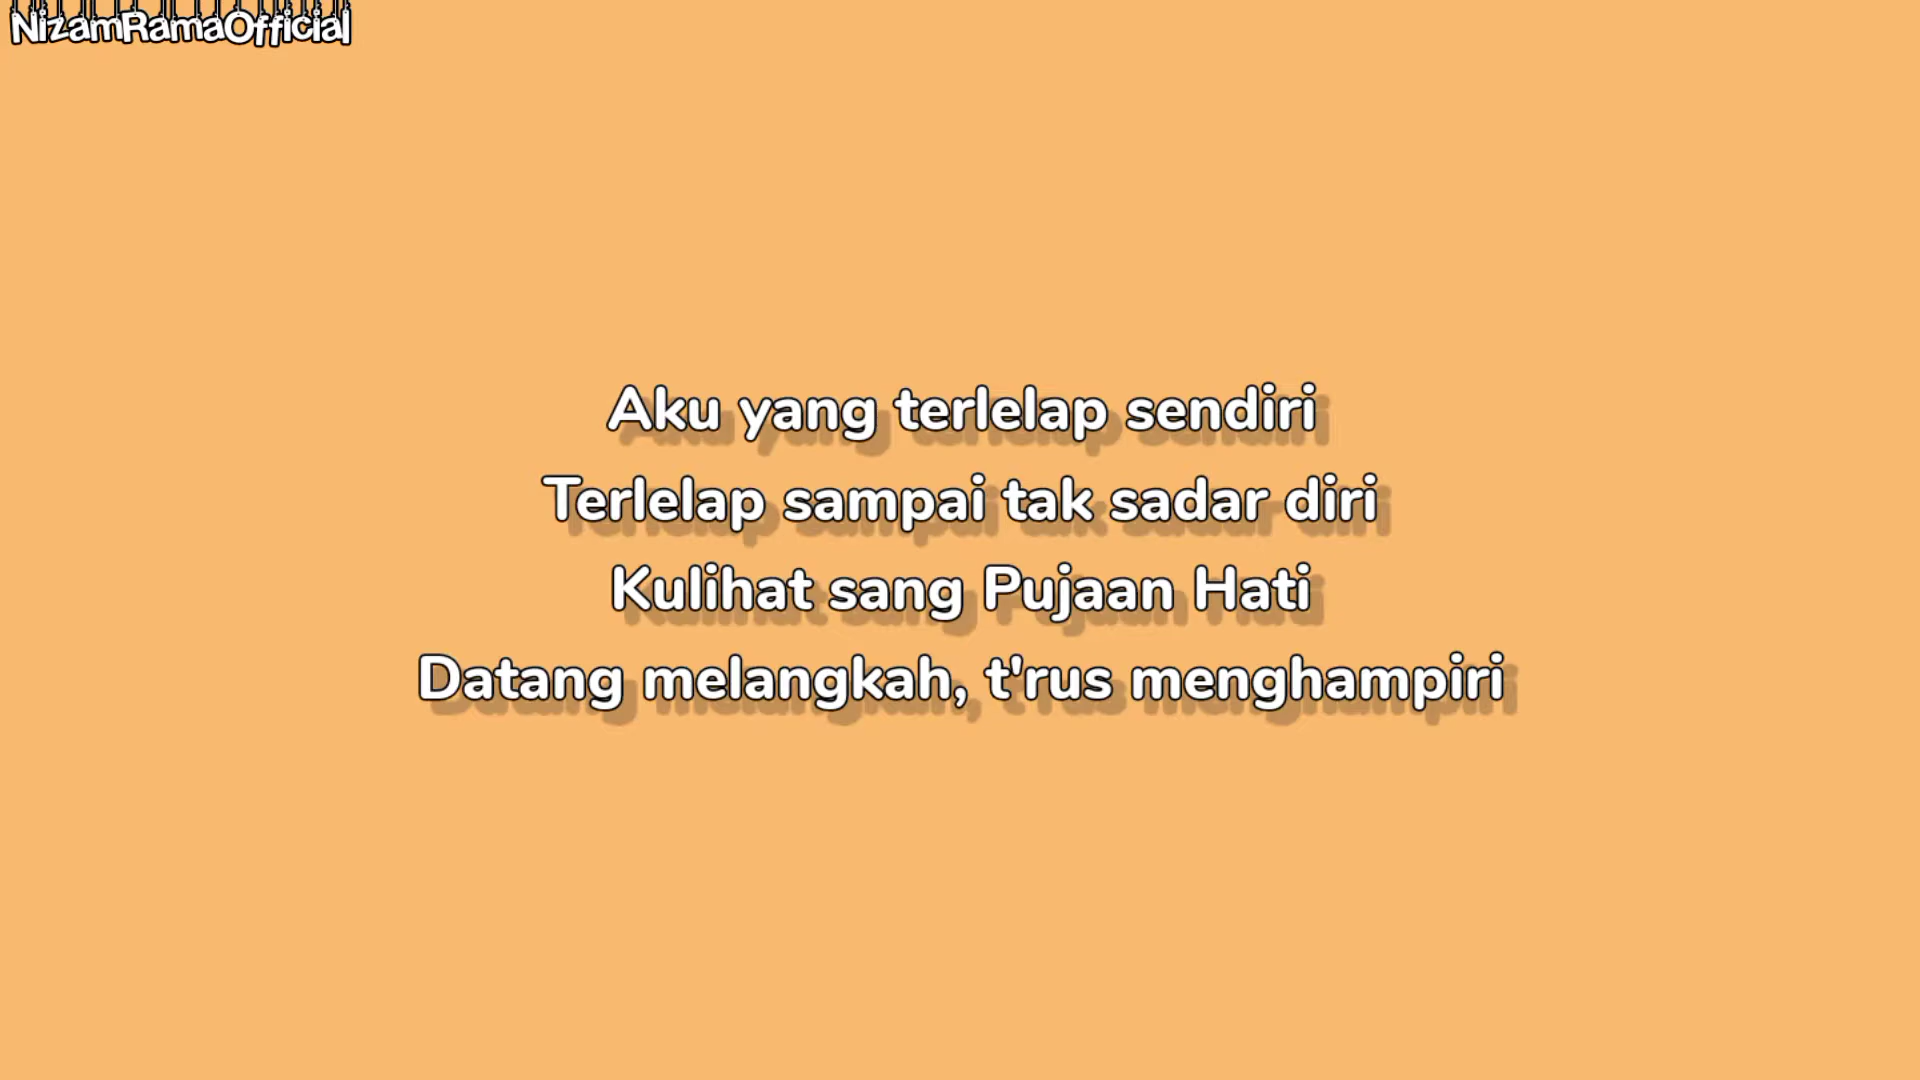 NizamRamaOfficial
Aku yang terlelap sendiri
Terlelap sampai tak sadar diri
Kulihat sang Pujaan Hati
Datang melangkah, t'rus menghampiri